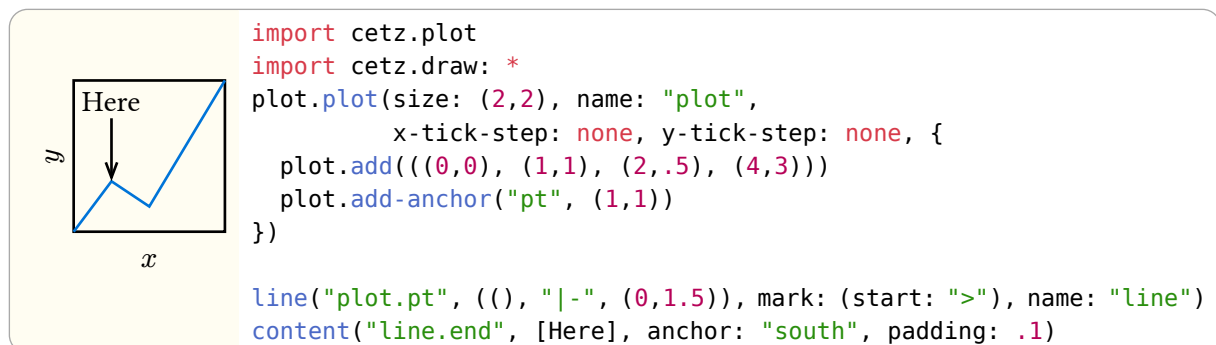 Here
y
x
import cetz.plot
import cetz.draw: *
plot.plot(size: (2,2), name: "plot",
          x-tick-step: none, y-tick-step: none, {
  plot.add(((0,0), (1,1), (2,.5), (4,3)))
  plot.add-anchor("pt", (1,1))
})

line("plot.pt", ((), "|-", (0,1.5)), mark: (start: ">"), name: "line")
content("line.end", [Here], anchor: "south", padding: .1)